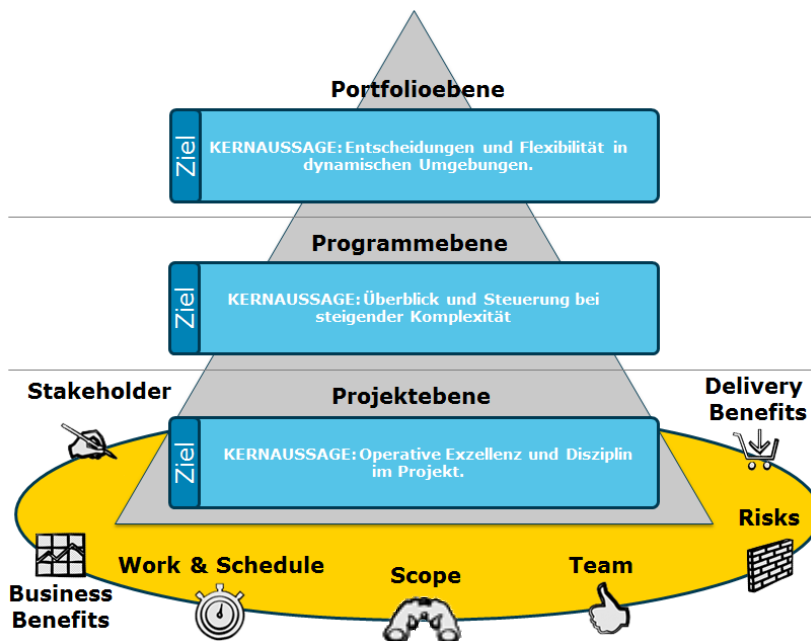 Portfolioebene
Ziel
KERNAUSSAGE: Entscheidungen und Flexibilität in
dynamischen Umgebungen.
Programmebene
Ziel
KERNAUSSAGE: Überblick und Steuerung bei
steigender Komplexität
Stakeholder
Projektebene
Delivery
Benefits
Ziel
KERNAUSSAGE: Operative Exzellenz und Disziplin
im Projekt.
Risks
Work & Schedule
Scope
Team
Business
Benefits